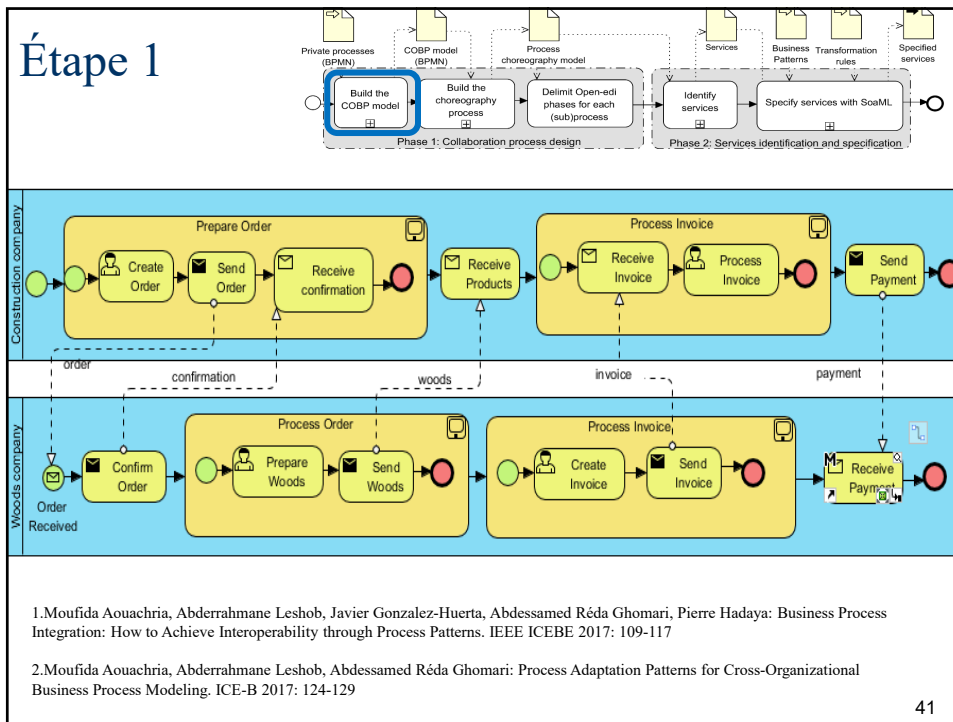 Étape 1
Private processes
(BPMN)
COBP model
(BPMN)
Process
choreography model
Services
Business
Patterns
Transformation
rules
Specified
services
Build the
COBP model
Build the
choreography
process
Delimit Open-edi
phases for each
(sub)process
Identify
services
Specify services with SoaML
Phase 1: Collaboration process design
Phase 2: Services identification and specification
Construction company
Prepare Order
Create
Order
Send
Order
Receive
confirmation
Receive
Products
Process Invoice
Receive
Invoice
Process
Invoice
Send
Payment
order
confirmation
woods
invoice
payment
Woods company
Order
Received
Confirm
Order
Process Order
Prepare
Woods
Send
Woods
Process Invoice
Create
Invoice
Send
Invoice
M
Receive
Payment
1.Moufida Aouachria, Abderrahmane Leshob, Javier Gonzalez-Huerta, Abdessamed Réda Ghomari, Pierre Hadaya: Business Process
Integration: How to Achieve Interoperability through Process Patterns. IEEE ICEBE 2017: 109-117
2.Moufida Aouachria, Abderrahmane Leshob, Abdessamed Réda Ghomari: Process Adaptation Patterns for Cross-Organizational
Business Process Modeling. ICE-B 2017: 124-129
41